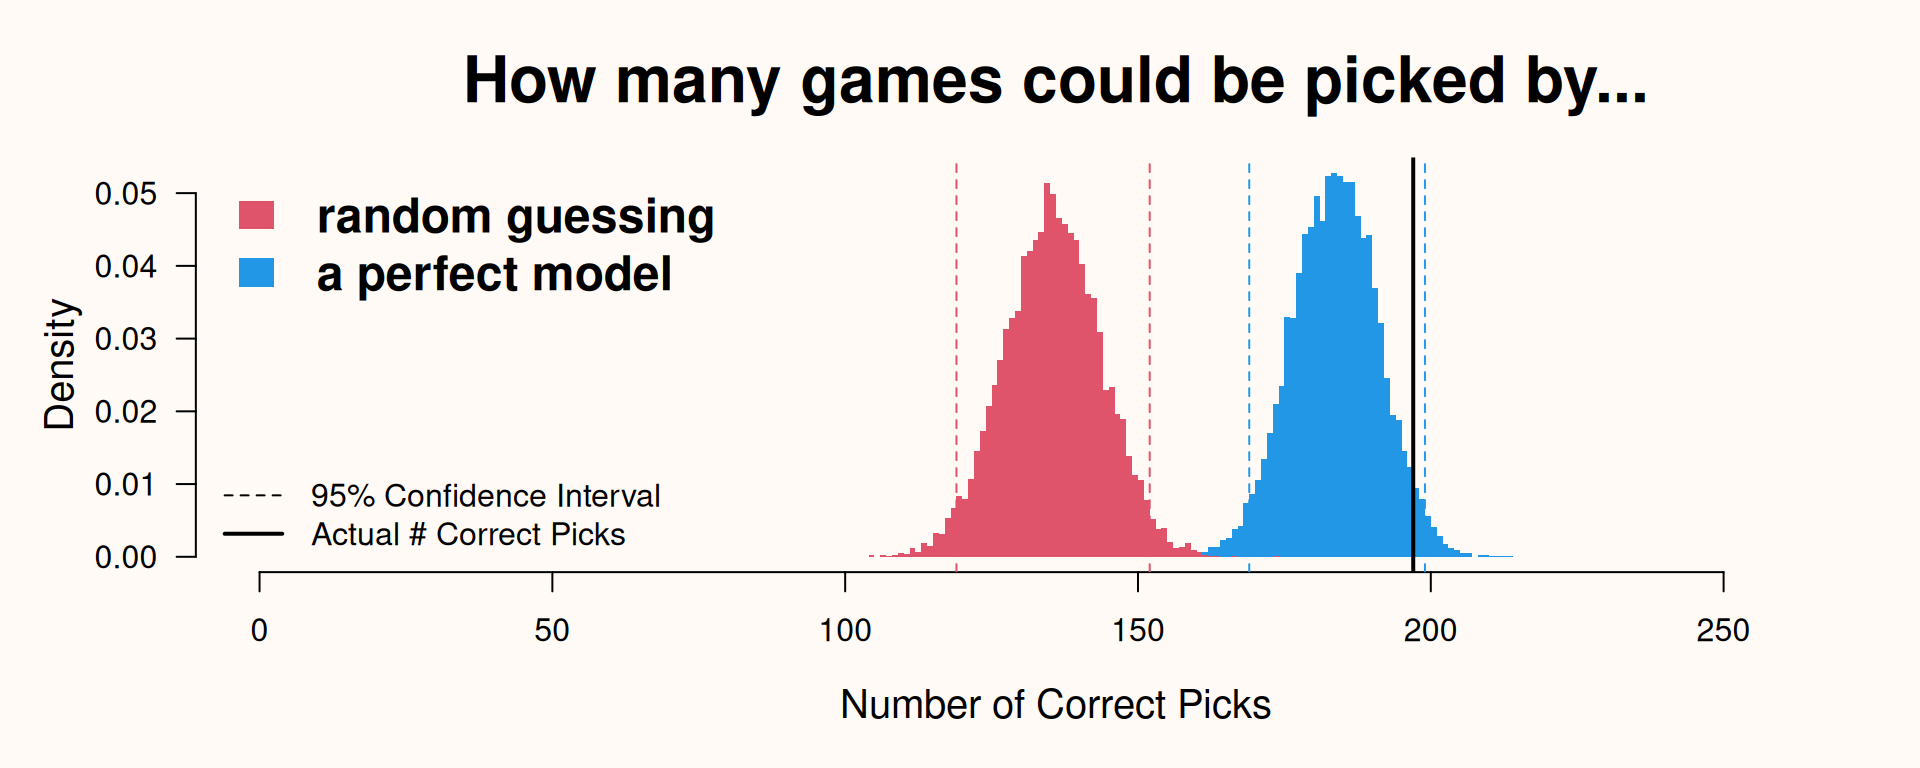 How many games could be picked by...
random guessing
a perfect model
95% Confidence Interval
Actual # Correct Picks
Density
0.05
0.04
0.03
0.02
0.01
0.00
0 50 100 150 200 250
Number of Correct Picks